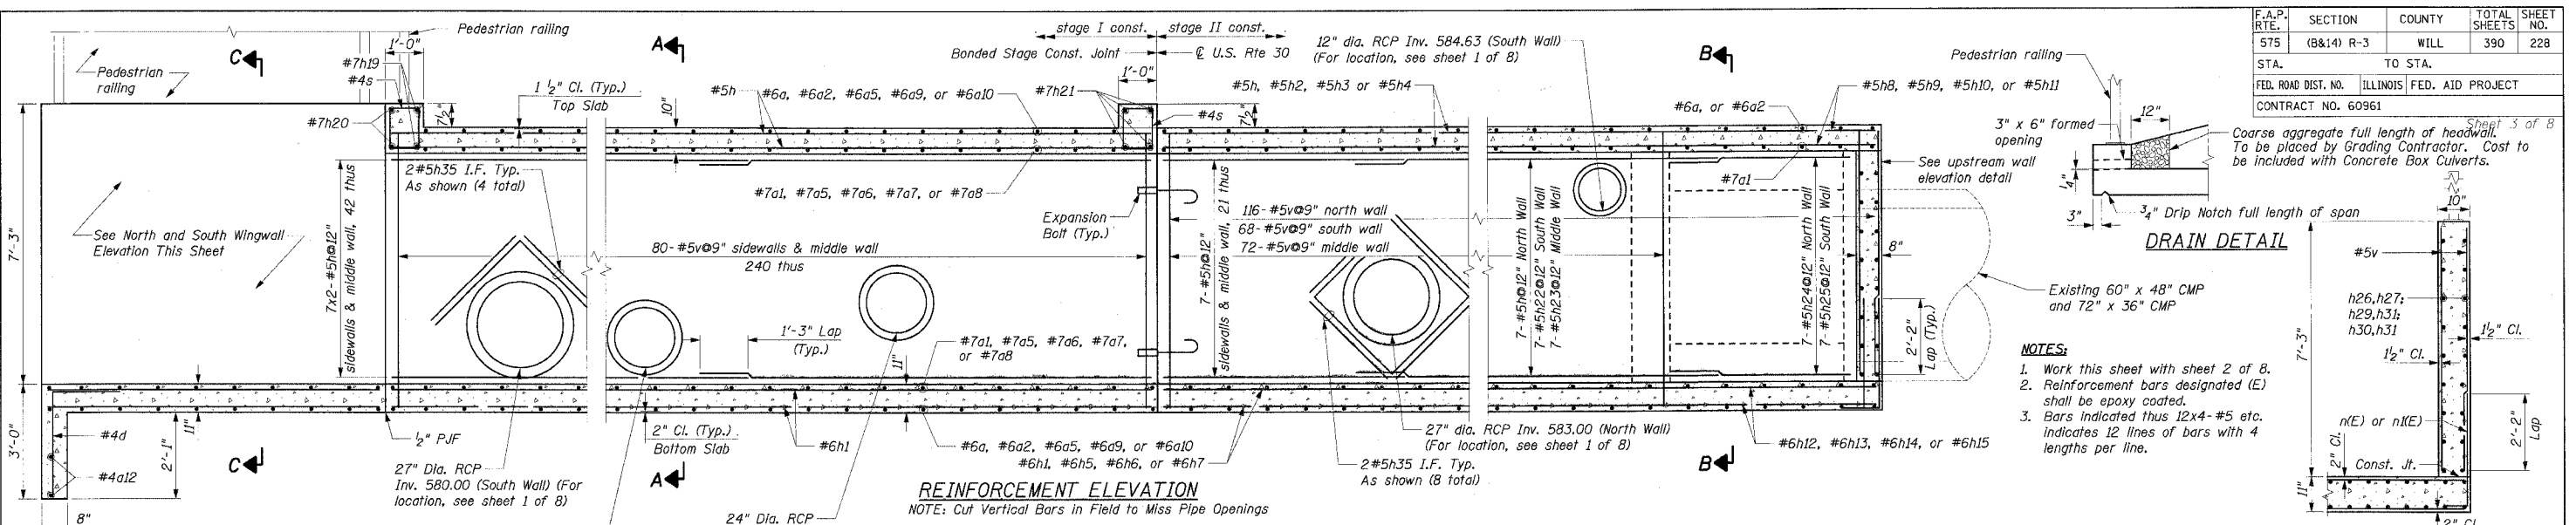 F.A.P. RTE.
SECTION
COUNTY
TOTAL SHEETS
SHEET NO.
575
(B&14) R-3
WILL
390
228
STA.
TO STA.
FED. ROAD DIST. NO.
ILLINOIS
FED. AID PROJECT
CONTRACT NO. 60961
Sheet 3 of 8
Pedestrian railing
1'-0"
C
Pedestrian
railing
#7h19
#4s
#7h20
1 ½" Cl. (Typ.)
Top Slab
7½"
A
10"
#5h
#6a, #6a2, #6a5, #6a9, or #6a10
stage I const.
stage II const.
Bonded Stage Const. Joint
℄ U.S. Rte 30
1'-0"
#7h21
#4s
7½"
12" dia. RCP Inv. 584.63 (South Wall)
(For location, see sheet 1 of 8)
#5h, #5h2, #5h3 or #5h4
B
#6a, or #6a2
#5h8, #5h9, #5h10, or #5h11
Pedestrian railing
12"
3" x 6" formed
opening
Coarse aggregate full length of headwall.
To be placed by Grading Contractor. Cost to
be included with Concrete Box Culverts.
¼"
3"
¾" Drip Notch full length of span
DRAIN DETAIL
See upstream wall
elevation detail
#7a1
2#5h35 I.F. Typ.
As shown (4 total)
#7a1, #7a5, #7a6, #7a7, or #7a8
Expansion
Bolt (Typ.)
7'-3"
See North and South Wingwall
Elevation This Sheet
7x2-#5h@12"
sidewalls & middle wall, 42 thus
80-#5v@9" sidewalls & middle wall
240 thus
7-#5h@12"
sidewalls & middle wall, 21 thus
116-#5v@9" north wall
68-#5v@9" south wall
72-#5v@9" middle wall
7-#5h@12" North Wall
7-#5h22@12" South Wall
7-#5h23@12" Middle Wall
7-#5h24@12" North Wall
7-#5h25@12" South Wall
8"
Existing 60" x 48" CMP
and 72" x 36" CMP
2'-2"
Lap (Typ.)
1'-3" Lap
(Typ.)
#7a1, #7a5, #7a6, #7a7,
or #7a8
11"
NOTES:
1. Work this sheet with sheet 2 of 8.
2. Reinforcement bars designated (E)
shall be epoxy coated.
3. Bars indicated thus 12x4-#5 etc.
indicates 12 lines of bars with 4
lengths per line.
10"
#5v
h26,h27;
h29,h31;
h30,h31
1½" Cl.
1½" Cl.
7'-3"
n(E) or n1(E)
2'-2"
Lap
2" Cl.
Const. Jt.
11"
2" Cl.
3'-0"
#4d
#4a12
2'-1"
11"
8"
C
½" PJF
27" Dia. RCP
Inv. 580.00 (South Wall) (For
location, see sheet 1 of 8)
2" Cl. (Typ.)
Bottom Slab
A
#6h1
#6a, #6a2, #6a5, #6a9, or #6a10
#6h1, #6h5, #6h6, or #6h7
27" dia. RCP Inv. 583.00 (North Wall)
(For location, see sheet 1 of 8)
2#5h35 I.F. Typ.
As shown (8 total)
B
#6h12, #6h13, #6h14, or #6h15
REINFORCEMENT ELEVATION
NOTE: Cut Vertical Bars in Field to Miss Pipe Openings
24" Dia. RCP